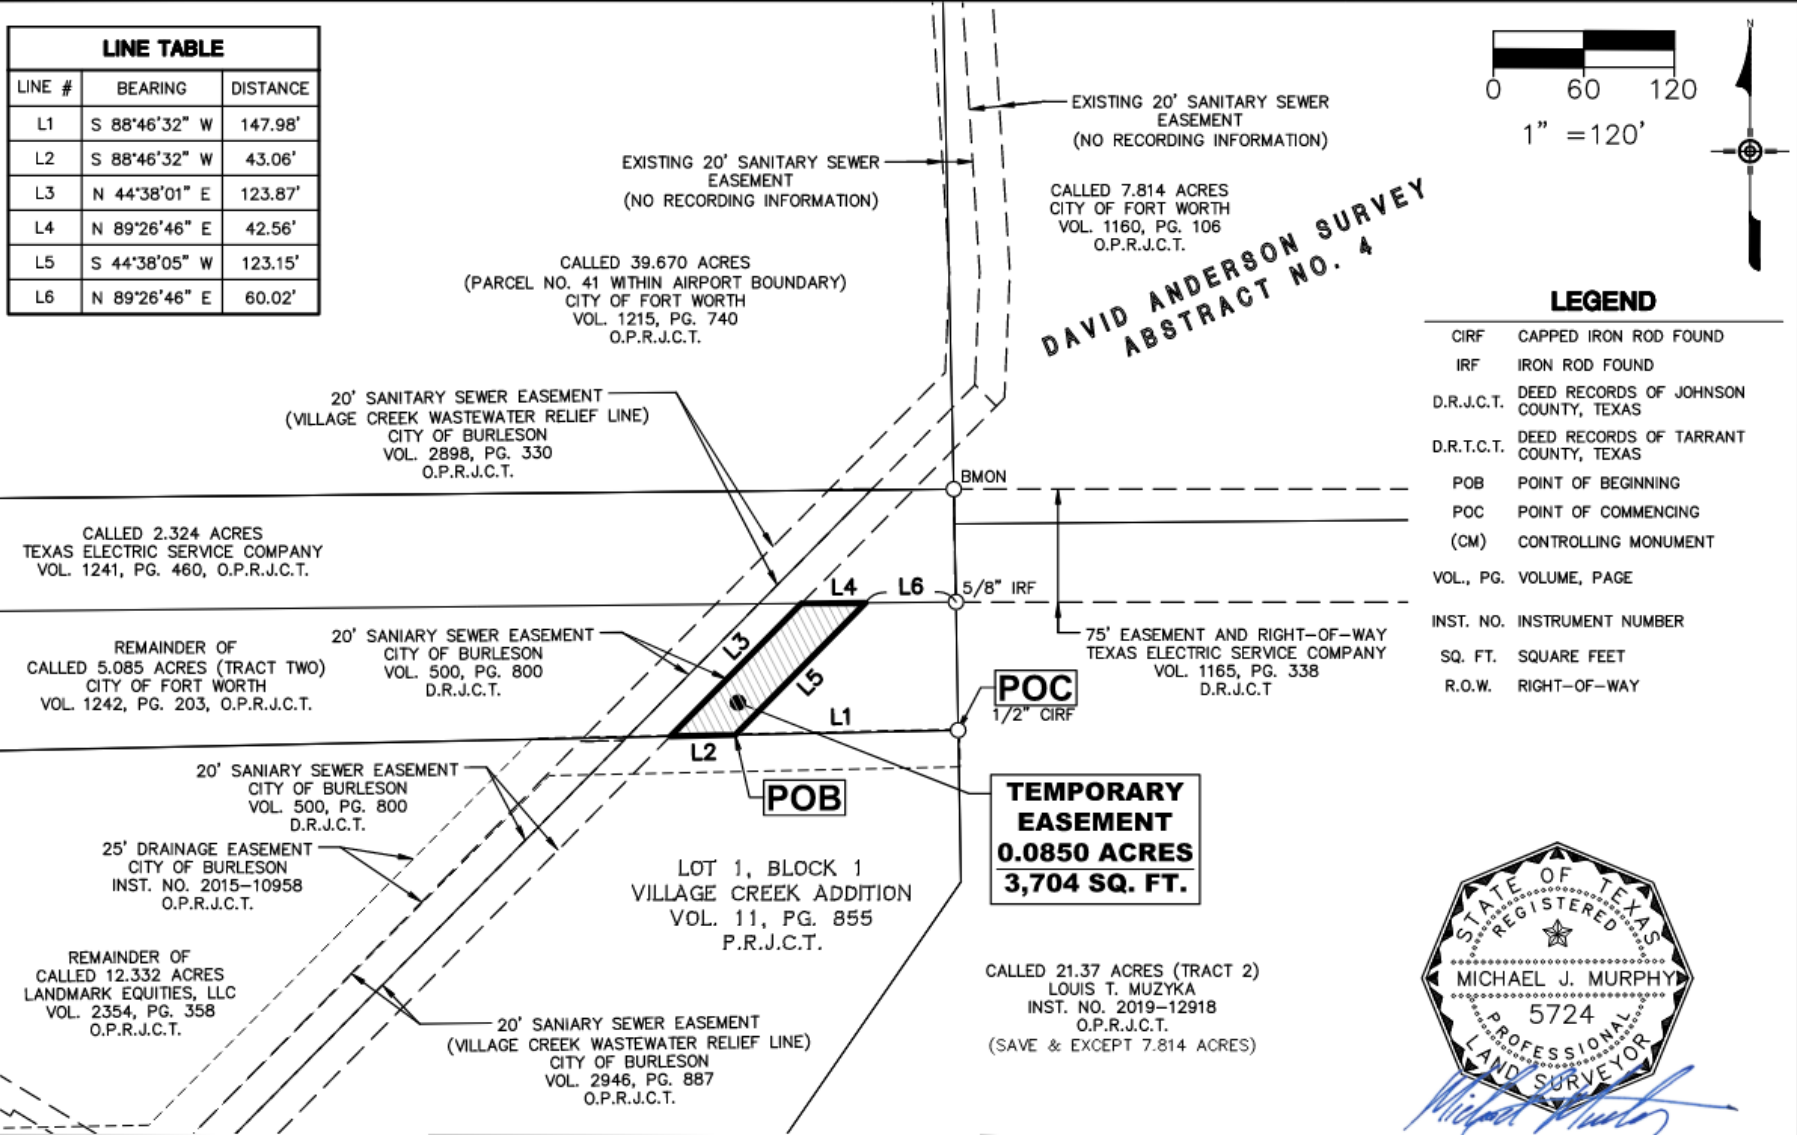 LINE TABLE
LINE # BEARING DISTANCE
L1 S 88°46'32" W 147.98'
L2 S 88°46'32" W 43.06'
L3 N 44°38'01" E 123.87'
L4 N 89°26'46" E 42.56'
L5 S 44°38'05" W 123.15'
L6 N 89°26'46" E 60.02'
EXISTING 20' SANITARY SEWER
EASEMENT
(NO RECORDING INFORMATION)
EXISTING 20' SANITARY SEWER
EASEMENT
(NO RECORDING INFORMATION)
0 60 120
1" =120'
N
CALLED 7.814 ACRES
CITY OF FORT WORTH
VOL. 1160, PG. 106
O.P.R.J.C.T.
DAVID ANDERSON SURVEY
ABSTRACT NO. 4
CALLED 39.670 ACRES
(PARCEL NO. 41 WITHIN AIRPORT BOUNDARY)
CITY OF FORT WORTH
VOL. 1215, PG. 740
O.P.R.J.C.T.
LEGEND
CIRF CAPPED IRON ROD FOUND
IRF IRON ROD FOUND
D.R.J.C.T. DEED RECORDS OF JOHNSON
COUNTY, TEXAS
D.R.T.C.T. DEED RECORDS OF TARRANT
COUNTY, TEXAS
POB POINT OF BEGINNING
POC POINT OF COMMENCING
(CM) CONTROLLING MONUMENT
VOL., PG. VOLUME, PAGE
INST. NO. INSTRUMENT NUMBER
SQ. FT. SQUARE FEET
R.O.W. RIGHT-OF-WAY
20' SANITARY SEWER EASEMENT
(VILLAGE CREEK WASTEWATER RELIEF LINE)
CITY OF BURLESON
VOL. 2898, PG. 330
O.P.R.J.C.T.
BMON
CALLED 2.324 ACRES
TEXAS ELECTRIC SERVICE COMPANY
VOL. 1241, PG. 460, O.P.R.J.C.T.
L4
L6
5/8" IRF
REMAINDER OF
CALLED 5.085 ACRES (TRACT TWO)
CITY OF FORT WORTH
VOL. 1242, PG. 203, O.P.R.J.C.T.
20' SANIARY SEWER EASEMENT
CITY OF BURLESON
VOL. 500, PG. 800
D.R.J.C.T.
L3
L5
75' EASEMENT AND RIGHT-OF-WAY
TEXAS ELECTRIC SERVICE COMPANY
VOL. 1165, PG. 338
D.R.J.C.T
POC
1/2" CIRF
L1
L2
POB
20' SANIARY SEWER EASEMENT
CITY OF BURLESON
VOL. 500, PG. 800
D.R.J.C.T.
TEMPORARY
EASEMENT
0.0850 ACRES
3,704 SQ. FT.
25' DRAINAGE EASEMENT
CITY OF BURLESON
INST. NO. 2015-10958
O.P.R.J.C.T.
LOT 1, BLOCK 1
VILLAGE CREEK ADDITION
VOL. 11, PG. 855
P.R.J.C.T.
REMAINDER OF
CALLED 12.332 ACRES
LANDMARK EQUITIES, LLC
VOL. 2354, PG. 358
O.P.R.J.C.T.
20' SANIARY SEWER EASEMENT
(VILLAGE CREEK WASTEWATER RELIEF LINE)
CITY OF BURLESON
VOL. 2946, PG. 887
O.P.R.J.C.T.
CALLED 21.37 ACRES (TRACT 2)
LOUIS T. MUZYKA
INST. NO. 2019-12918
O.P.R.J.C.T.
(SAVE & EXCEPT 7.814 ACRES)
STATE OF TEXAS
REGISTERED
MICHAEL J. MURPHY
5724
PROFESSIONAL
LAND SURVEYOR
Michael Murphy